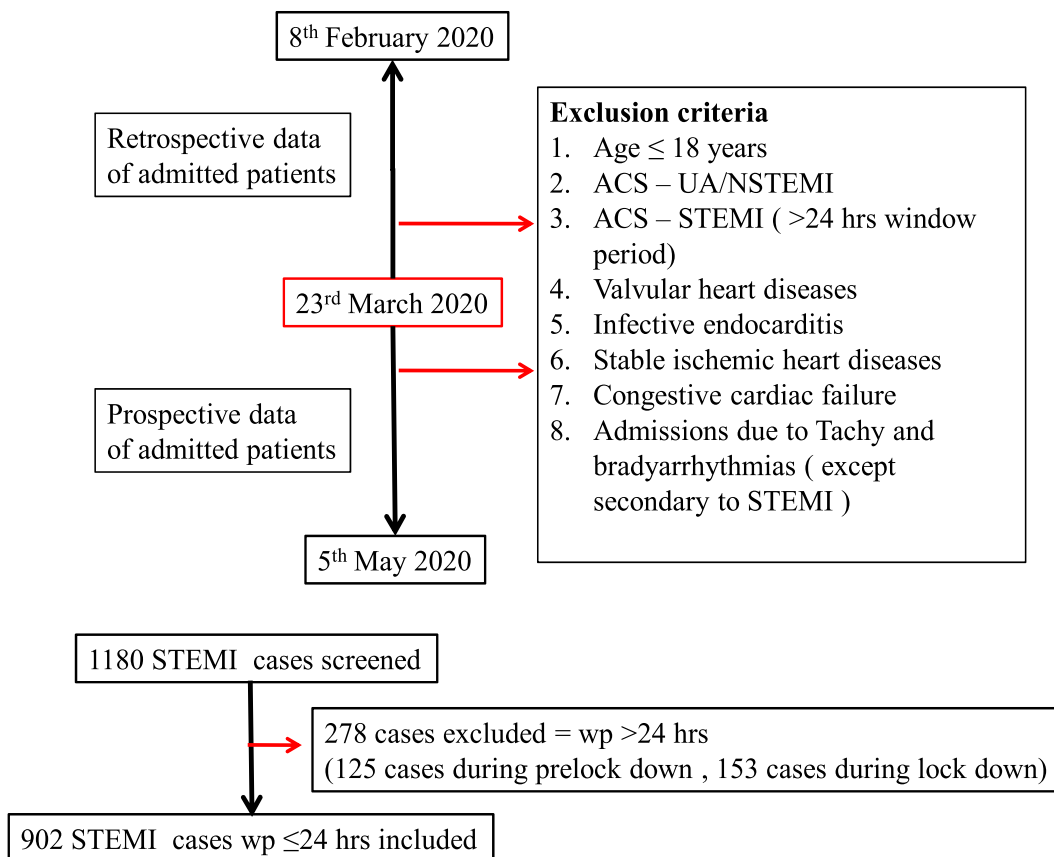 8th February 2020
Retrospective data
of admitted patients
23rd March 2020
Prospective data
of admitted patients
5th May 2020
Exclusion criteria
1. Age ≤ 18 years
2. ACS – UA/NSTEMI
3. ACS – STEMI ( >24 hrs window
period)
4. Valvular heart diseases
5. Infective endocarditis
6. Stable ischemic heart diseases
7. Congestive cardiac failure
8. Admissions due to Tachy and
bradyarrhythmias ( except
secondary to STEMI )
1180 STEMI cases screened
278 cases excluded = wp >24 hrs
(125 cases during prelock down , 153 cases during lock down)
902 STEMI cases wp ≤24 hrs included